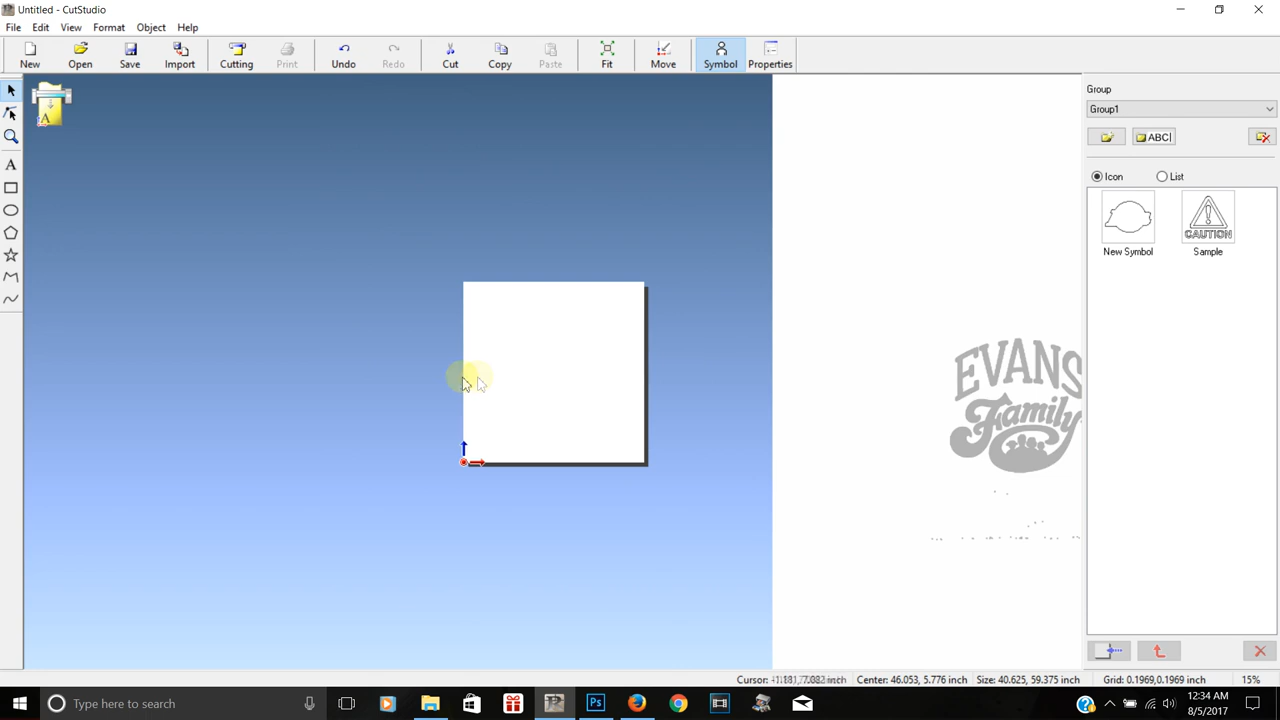 Untitled - CutStudio
File Edit View Format Object Help
New Open Save Import Cutting Print Undo Redo Cut Copy Paste Fit Move Symbol Properties
Group
Group1
ABC
Icon List
A
A
CAUTION
New Symbol Sample
EVANS
Family
Center: 46.053, 5.776 inch Size: 40.625, 59.375 inch Grid: 0.1969,0.1969 inch 15%
Type here to search
12:34 AM
8/5/2017